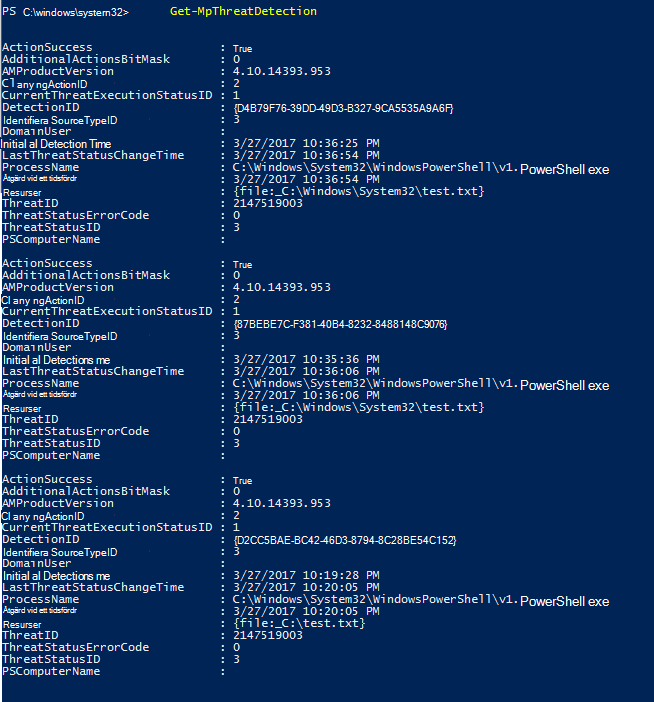 PS C:\windows\system32> Get-MpThreatDetection
ActionSuccess : True
AdditionalActionsBitMask : 0
AMProductVersion : 4.10.14393.953
Cl any ngActionID : 2
CurrentThreatExecutionStatusID : 1
DetectionID : {D4B79F76-39DD-49D3-B327-9CA5535A9A6F}
Identifiera SourceTypeID : 3
DomainUser :
Initial al Detection Time : 3/27/2017 10:36:25 PM
LastThreatStatusChangeTime : 3/27/2017 10:36:54 PM
ProcessName : C:\Windows\System32\WindowsPowerShell\v1. PowerShell exe
Åtgärd vid ett tidsfördr : 3/27/2017 10:36:54 PM
Resurser : {file:_C:\Windows\System32\test.txt}
ThreatID : 2147519003
ThreatStatusErrorCode : 0
ThreatStatusID : 3
PSComputerName :
ActionSuccess : True
AdditionalActionsBitMask : 0
AMProductVersion : 4.10.14393.953
Cl any ngActionID : 2
CurrentThreatExecutionStatusID : 1
DetectionID : {87BEBE7C-F381-40B4-8232-8488148C9076}
Identifiera SourceTypeID : 3
DomainUser :
Initial al Detections me : 3/27/2017 10:35:36 PM
LastThreatStatusChangeTime : 3/27/2017 10:36:06 PM
ProcessName : C:\Windows\System32\WindowsPowerShell\v1. PowerShell exe
Åtgärd vid ett tidsfördr : 3/27/2017 10:36:06 PM
Resurser : {file:_C:\Windows\System32\test.txt}
ThreatID : 2147519003
ThreatStatusErrorCode : 0
ThreatStatusID : 3
PSComputerName :
ActionSuccess : True
AdditionalActionsBitMask : 0
AMProductVersion : 4.10.14393.953
Cl any ngActionID : 2
CurrentThreatExecutionStatusID : 1
DetectionID : {D2CC5BAE-BC42-46D3-8794-8C28BE54C152}
Identifiera SourceTypeID : 3
DomainUser :
Initial al Detections me : 3/27/2017 10:19:28 PM
LastThreatStatusChangeTime : 3/27/2017 10:20:05 PM
ProcessName : C:\Windows\System32\WindowsPowerShell\v1. PowerShell exe
Åtgärd vid ett tidsfördr : 3/27/2017 10:20:05 PM
Resurser : {file:_C:\test.txt}
ThreatID : 2147519003
ThreatStatusErrorCode : 0
ThreatStatusID : 3
PSComputerName :